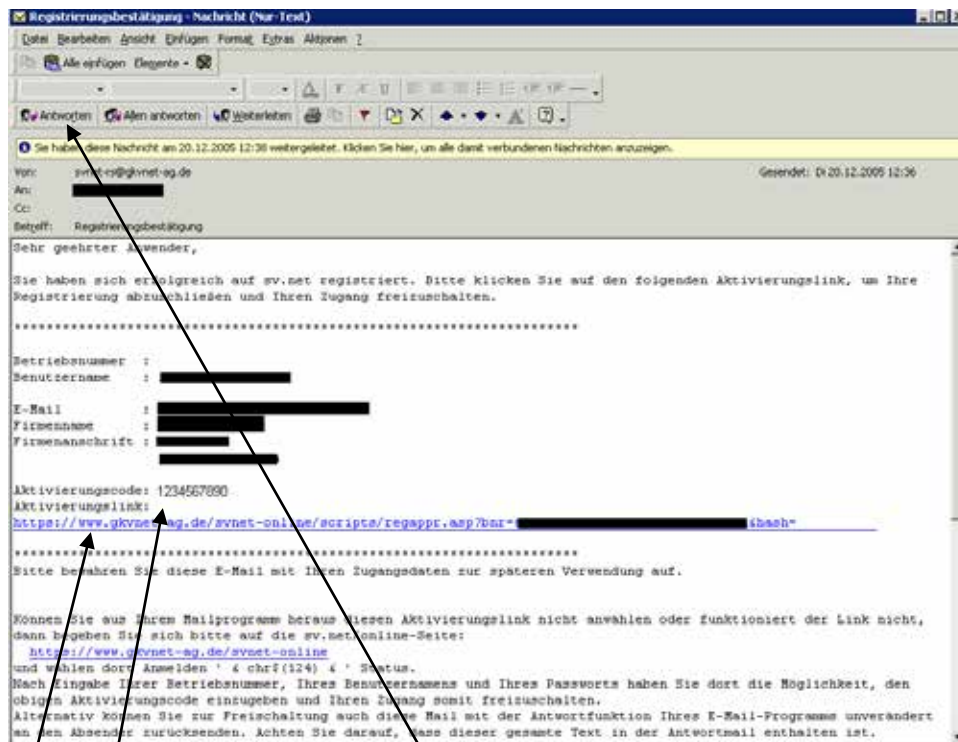 Registrierungsbestätigung - Nachricht (Nur-Text)
Datei Bearbeiten Ansicht Einfügen Format Extras Aktionen ?
Alle einfügen Elemente
Antworten Allen antworten Weiterleiten
Sie haben diese Nachricht am 20.12.2005 12:38 weitergeleitet. Klicken Sie hier, um alle damit verbundenen Nachrichten anzuzeigen.
Von: svnet-rs@gkvnet-ag.de Gesendet: Di 20.12.2005 12:36
An:
Cc:
Betreff: Registrierungsbestätigung
Sehr geehrter Anwender,
Sie haben sich erfolgreich auf sv.net registriert. Bitte klicken Sie auf den folgenden Aktivierungslink, um Ihre
Registrierung abzuschließen und Ihren Zugang freizuschalten.
Betriebsnummer :
Benutzername :
E-Mail :
Firmenname :
Firmenanschrift :
Aktivierungscode: 1234567890
Aktivierungslink:
https://www.gkvnet-ag.de/svnet-online/scripts/regappr.asp?bnr= &hash=
Bitte bewahren Sie diese E-Mail mit Ihren Zugangsdaten zur späteren Verwendung auf.
Können Sie aus Ihrem Mailprogramm heraus diesen Aktivierungslink nicht anwählen oder funktioniert der Link nicht,
dann begeben Sie sich bitte auf die sv.net/online-Seite:
https://www.gkvnet-ag.de/svnet-online
und wählen dort Anmelden ' & chr$(124) & ' Status.
Nach Eingabe Ihrer Betriebsnummer, Ihres Benutzernamens und Ihres Passworts haben Sie dort die Möglichkeit, den
obigen Aktivierungscode einzugeben und Ihren Zugang somit freizuschalten.
Alternativ können Sie zur Freischaltung auch diese Mail mit der Antwortfunktion Ihres E-Mail-Programms unverändert
an den Absender zurücksenden. Achten Sie darauf, dass dieser gesamte Text in der Antwortmail enthalten ist.